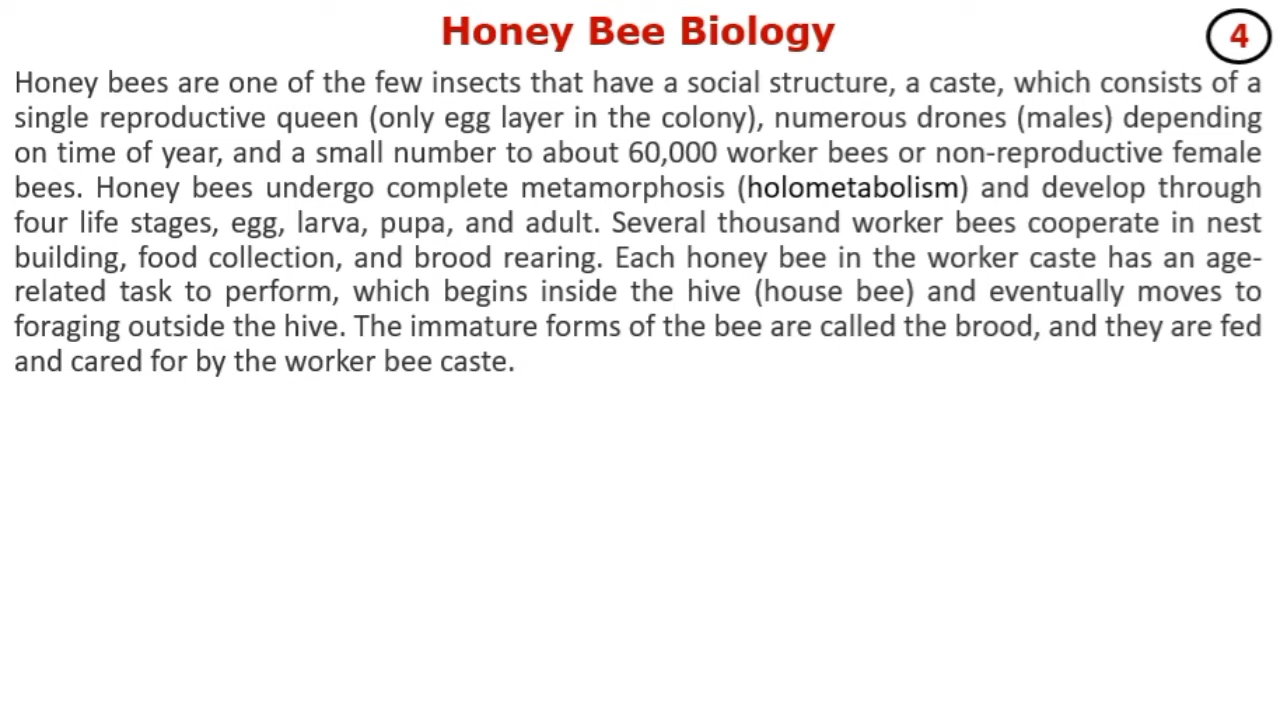 Honey Bee Biology
4
Honey bees are one of the few insects that have a social structure, a caste, which consists of a
single reproductive queen (only egg layer in the colony), numerous drones (males) depending
on time of year, and a small number to about 60,000 worker bees or non-reproductive female
bees. Honey bees undergo complete metamorphosis (holometabolism) and develop through
four life stages, egg, larva, pupa, and adult. Several thousand worker bees cooperate in nest
building, food collection, and brood rearing. Each honey bee in the worker caste has an age-
related task to perform, which begins inside the hive (house bee) and eventually moves to
foraging outside the hive. The immature forms of the bee are called the brood, and they are fed
and cared for by the worker bee caste.